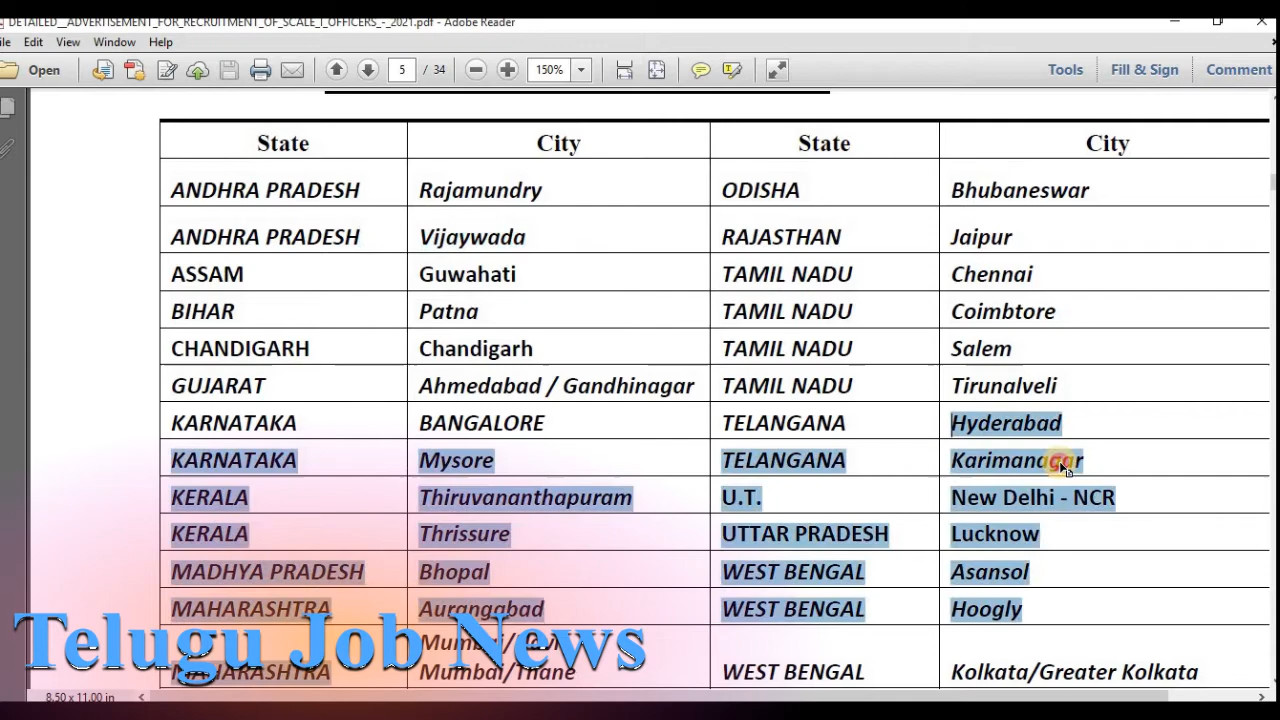 DETAILED__ADVERTISEMENT_FOR_RECRUITMENT_OF_SCALE_I_OFFICERS_-_2021.pdf - Adobe Reader
Edit View Window Help
Open 5 / 34 150% Tools Fill & Sign Comment
State City State City
ANDHRA PRADESH Rajamundry ODISHA Bhubaneswar
ANDHRA PRADESH Vijaywada RAJASTHAN Jaipur
ASSAM Guwahati TAMIL NADU Chennai
BIHAR Patna TAMIL NADU Coimbtore
CHANDIGARH Chandigarh TAMIL NADU Salem
GUJARAT Ahmedabad / Gandhinagar TAMIL NADU Tirunalveli
KARNATAKA BANGALORE TELANGANA Hyderabad
KARNATAKA Mysore TELANGANA Karimanagar
KERALA Thiruvananthapuram U.T. New Delhi - NCR
KERALA Thrissure UTTAR PRADESH Lucknow
MADHYA PRADESH Bhopal WEST BENGAL Asansol
MAHARASHTRA Aurangabad WEST BENGAL Hoogly
MAHARASHTRA Mumbai/Thane WEST BENGAL Kolkata/Greater Kolkata
Telugu Job News
8.50 x 11.00 in